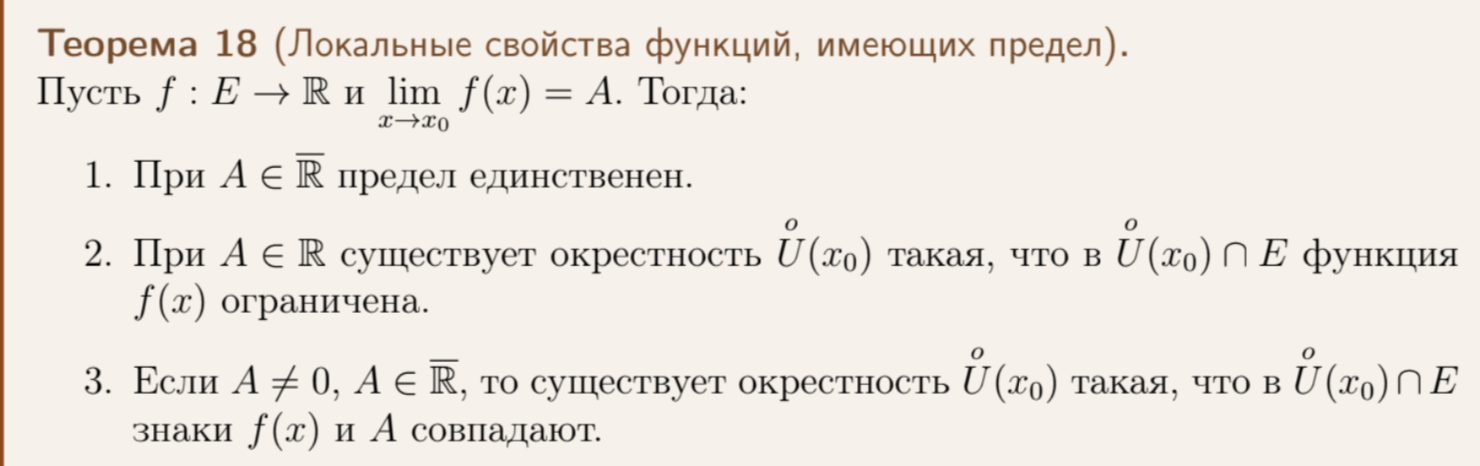 Теорема 18 (Локальные свойства функций, имеющих предел).
Пусть f : E → ℝ и lim_{x→x₀} f(x) = A. Тогда:
1. При A ∈ ℝ̅ предел единственен.
2. При A ∈ ℝ существует окрестность Ů(x₀) такая, что в Ů(x₀) ∩ E функция
f(x) ограничена.
3. Если A ≠ 0, A ∈ ℝ̅, то существует окрестность Ů(x₀) такая, что в Ů(x₀) ∩ E
знаки f(x) и A совпадают.